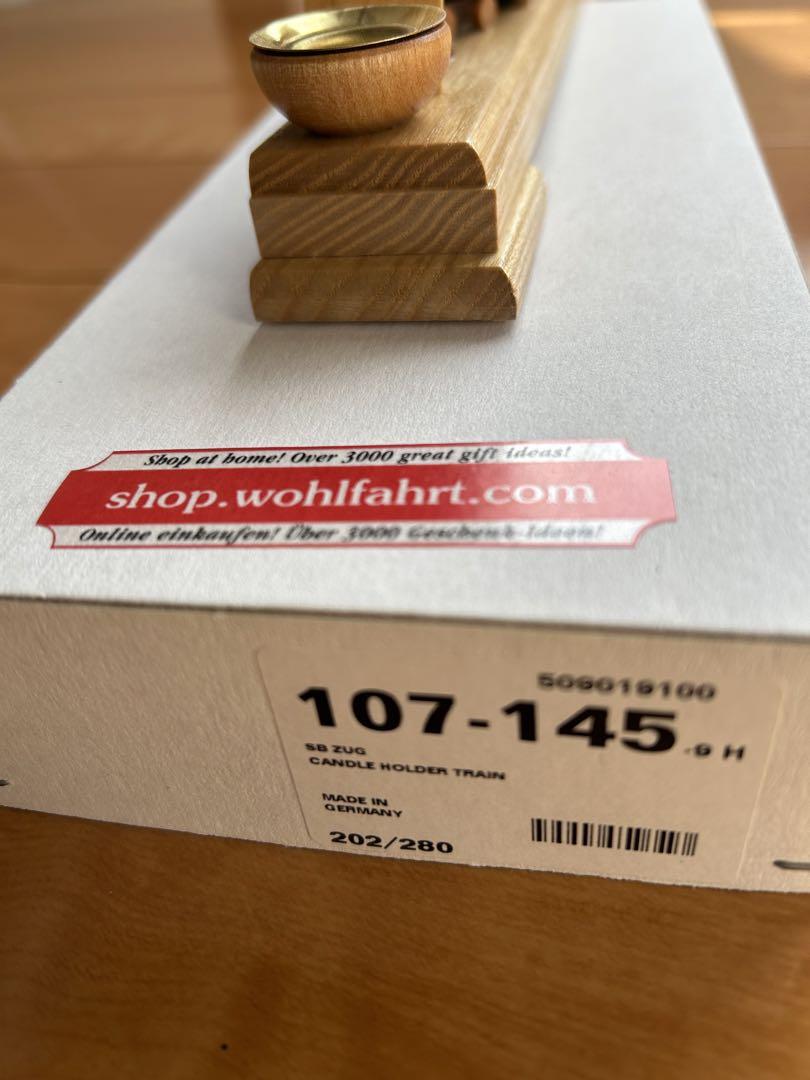 Shop at home! Over 3000 great gift ideas!
shop.wohlfahrt.com
Online einkaufen! Über 3000 Geschenk-Ideen!
509019100
107-145.-9 H
SB ZUG
CANDLE HOLDER TRAIN
MADE IN
GERMANY
202/280